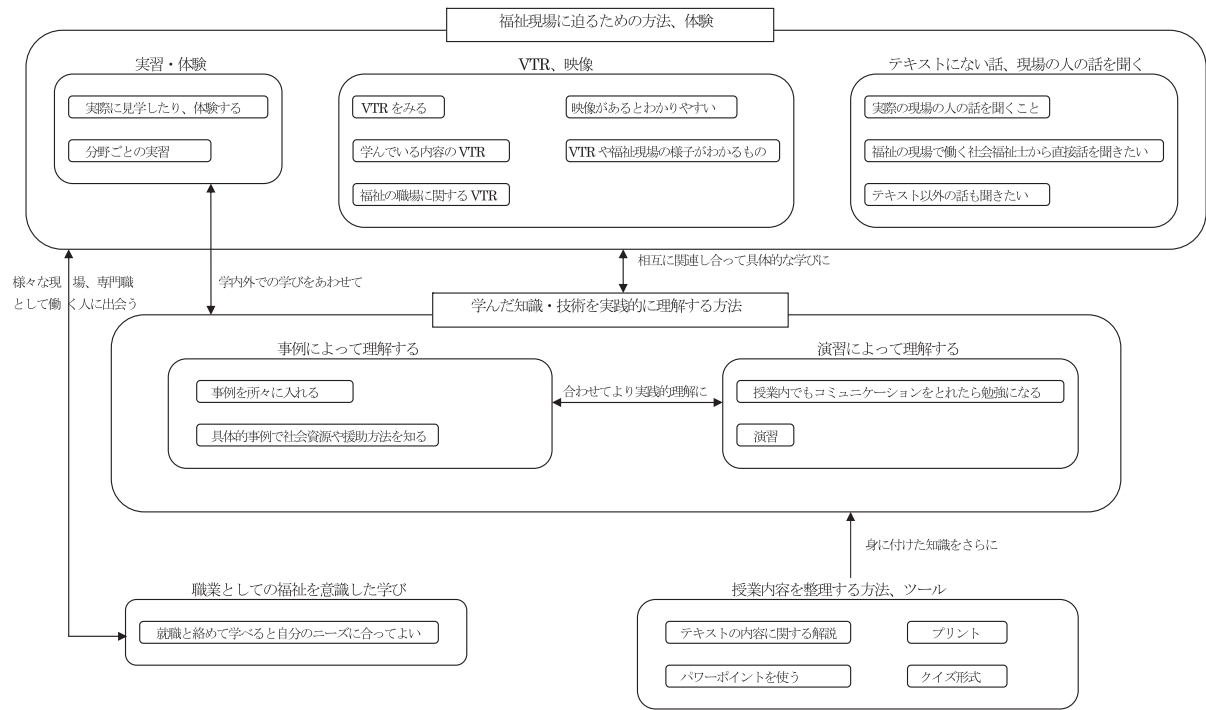 福祉現場に迫るための方法、体験
実習・体験
実際に見学したり、体験する
分野ごとの実習
VTR、映像
VTRをみる
映像があるとわかりやすい
学んでいる内容のVTR
VTRや福祉現場の様子がわかるもの
福祉の職場に関するVTR
テキストにない話、現場の人の話を聞く
実際の現場の人の話を聞くこと
福祉の現場で働く社会福祉士から直接話を聞きたい
テキスト以外の話も聞きたい
様々な現場、専門職
として働く人に出会う
学内外での学びをあわせて
相互に関連し合って具体的な学びに
学んだ知識・技術を実践的に理解する方法
事例によって理解する
事例を所々に入れる
具体的事例で社会資源や援助方法を知る
合わせてより実践的理解に
演習によって理解する
授業内でもコミュニケーションをとれたら勉強になる
演習
身に付けた知識をさらに
職業としての福祉を意識した学び
就職と絡めて学べると自分のニーズに合ってよい
授業内容を整理する方法、ツール
テキストの内容に関する解説
プリント
パワーポイントを使う
クイズ形式